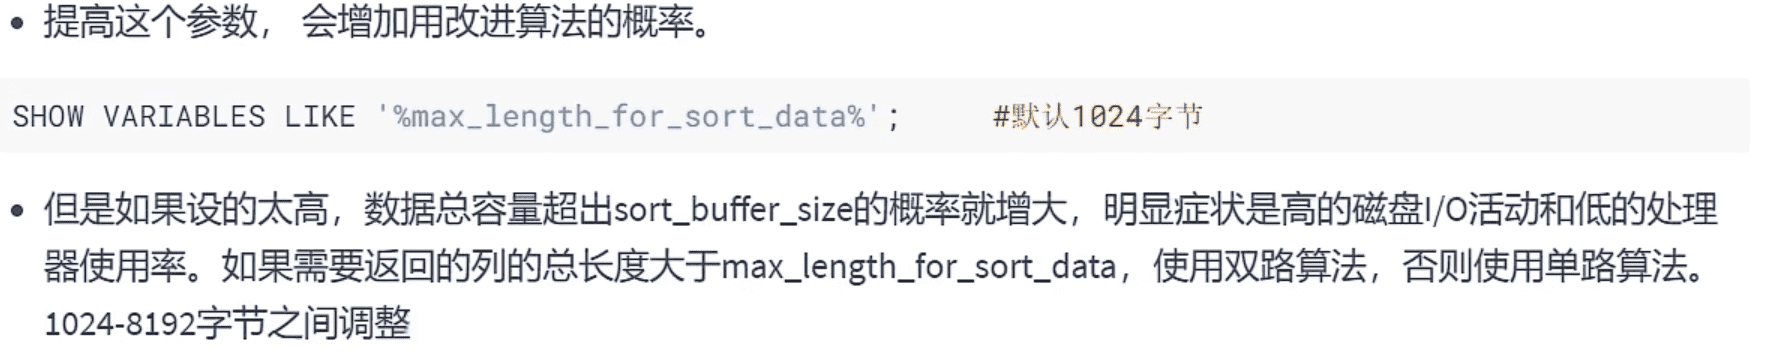 • 提高这个参数， 会增加用改进算法的概率。
SHOW VARIABLES LIKE '%max_length_for_sort_data%';     #默认1024字节
• 但是如果设的太高，数据总容量超出sort_buffer_size的概率就增大，明显症状是高的磁盘I/O活动和低的处理
器使用率。如果需要返回的列的总长度大于max_length_for_sort_data，使用双路算法，否则使用单路算法。
1024-8192字节之间调整